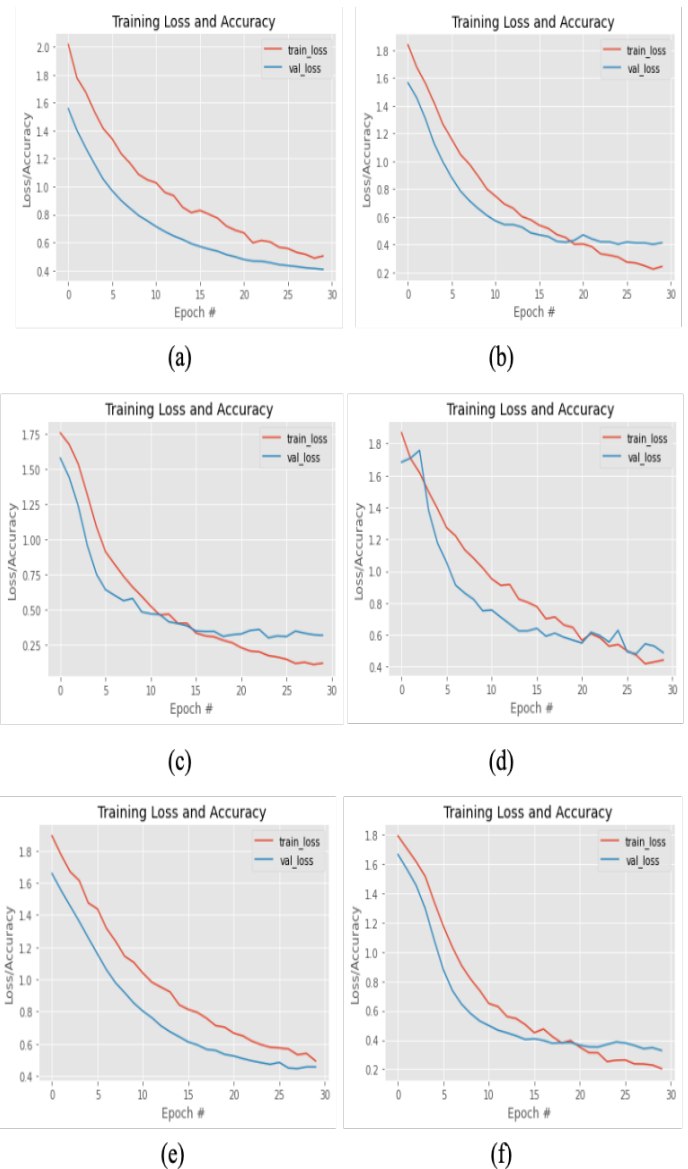 Training Loss and Accuracy
train_loss
val_loss
2.0
1.8
1.6
1.4
1.2
1.0
0.8
0.6
0.4
Loss/Accuracy
0 5 10 15 20 25 30
Epoch #
(a)
Training Loss and Accuracy
train_loss
val_loss
1.8
1.6
1.4
1.2
1.0
0.8
0.6
0.4
0.2
Loss/Accuracy
0 5 10 15 20 25 30
Epoch #
(b)
Training Loss and Accuracy
train_loss
val_loss
1.75
1.50
1.25
1.00
0.75
0.50
0.25
Loss/Accuracy
0 5 10 15 20 25 30
Epoch #
(c)
Training Loss and Accuracy
train_loss
val_loss
1.8
1.6
1.4
1.2
1.0
0.8
0.6
0.4
Loss/Accuracy
0 5 10 15 20 25 30
Epoch #
(d)
Training Loss and Accuracy
train_loss
val_loss
1.8
1.6
1.4
1.2
1.0
0.8
0.6
0.4
Loss/Accuracy
0 5 10 15 20 25 30
Epoch #
(e)
Training Loss and Accuracy
train_loss
val_loss
1.8
1.6
1.4
1.2
1.0
0.8
0.6
0.4
0.2
Loss/Accuracy
0 5 10 15 20 25 30
Epoch #
(f)